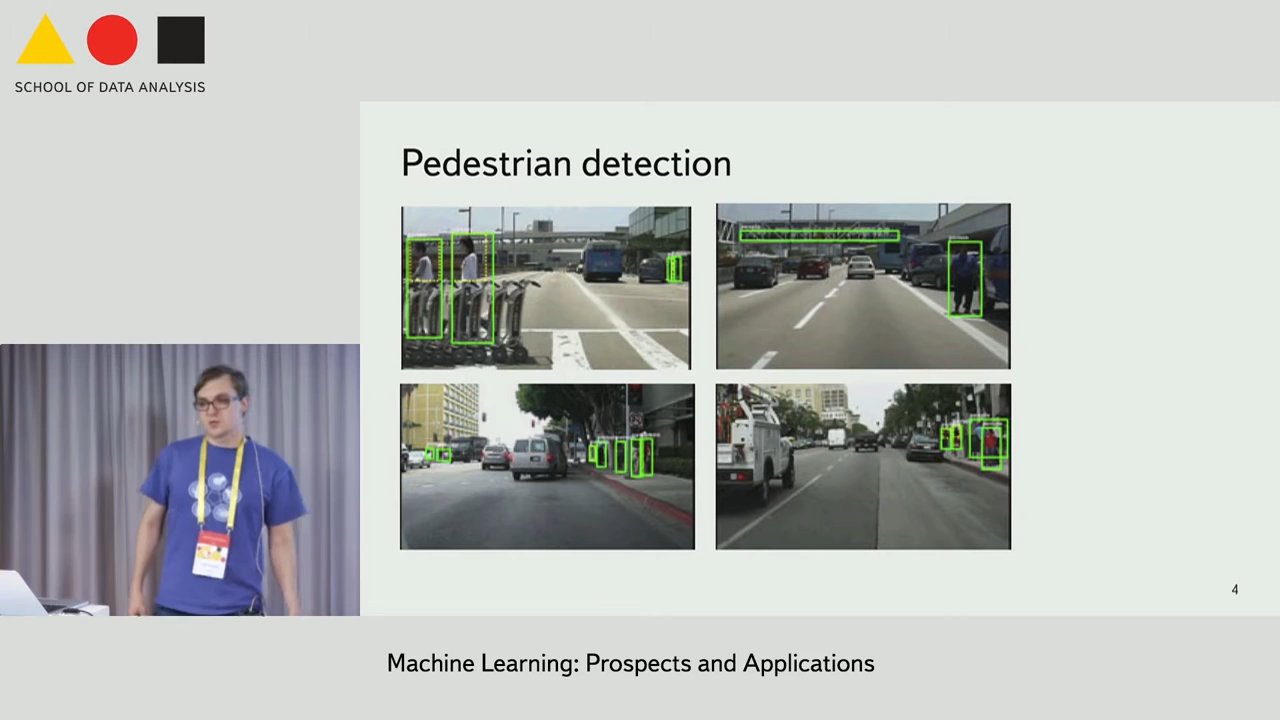 SCHOOL OF DATA ANALYSIS
Pedestrian detection
4
Machine Learning: Prospects and Applications